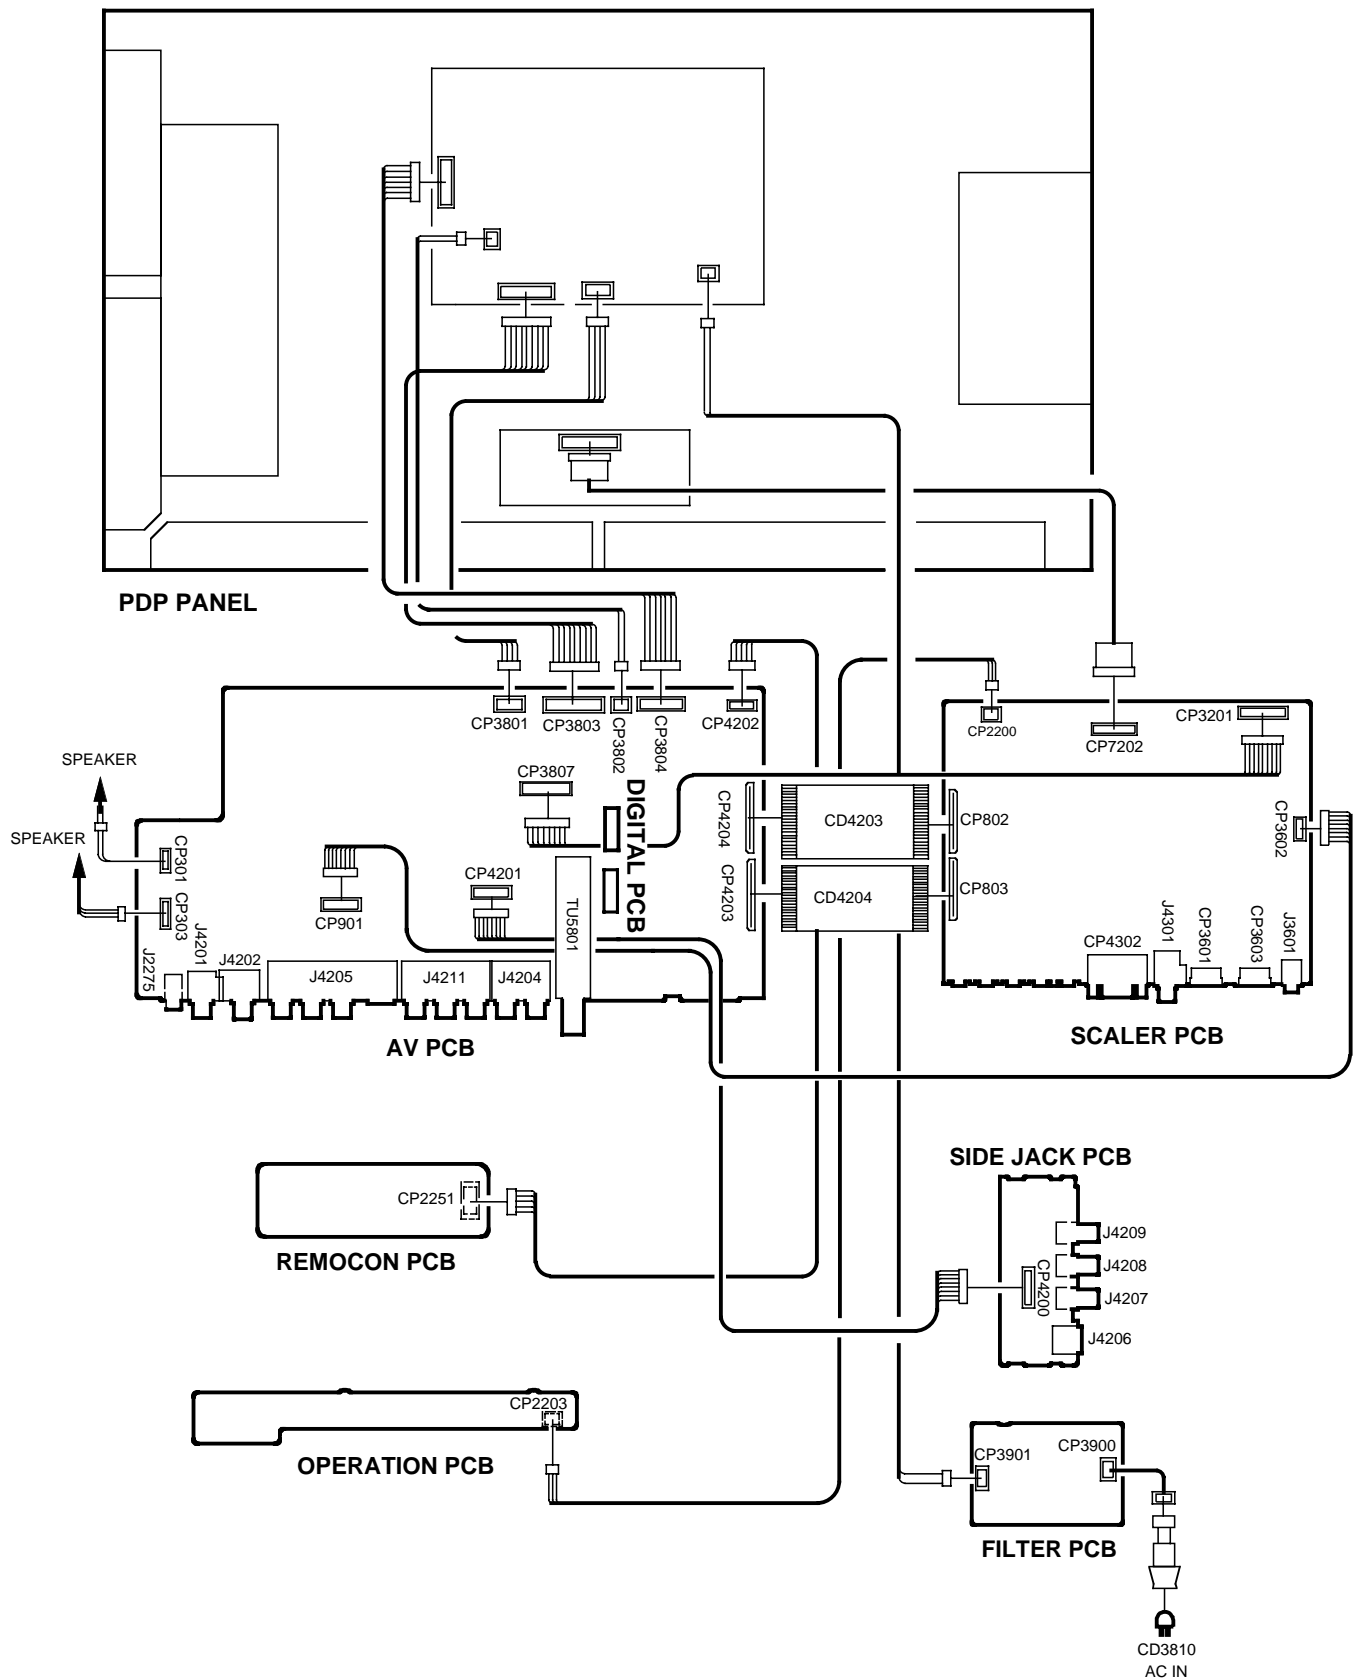 PDP PANEL
CP3801
CP3803
CP3802
CP3804
CP4202
CP2200
CP7202
CP3201
SPEAKER
SPEAKER
CP3807
DIGITAL PCB
CP4204
CD4203
CP802
CP3602
CP301
CP303
CP901
CP4201
TU5801
CP4203
CD4204
CP803
J2275
J4201
J4202
J4205
J4211
J4204
CP4302
J4301
CP3601
CP3603
J3601
AV PCB
SCALER PCB
SIDE JACK PCB
CP2251
REMOCON PCB
J4209
J4208
CP4200
J4207
J4206
CP2203
OPERATION PCB
CP3901
CP3900
FILTER PCB
CD3810
AC IN